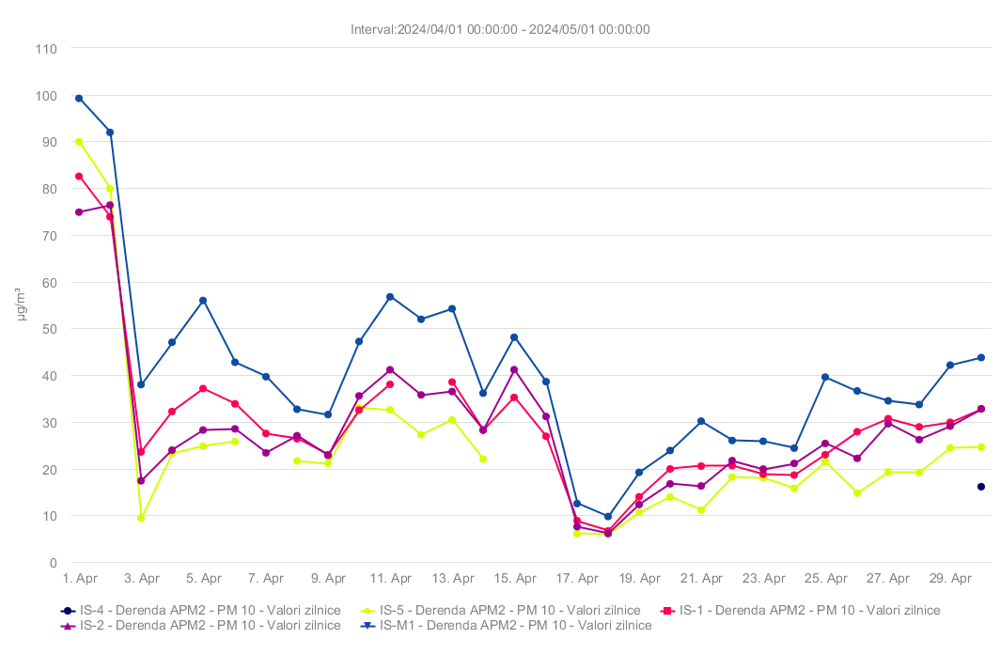 Interval:2024/04/01 00:00:00 - 2024/05/01 00:00:00
110
100
90
80
70
60
50
40
30
20
10
0
µg/m³
1. Apr 3. Apr 5. Apr 7. Apr 9. Apr 11. Apr 13. Apr 15. Apr 17. Apr 19. Apr 21. Apr 23. Apr 25. Apr 27. Apr 29. Apr
IS-4 - Derenda APM2 - PM 10 - Valori zilnice IS-5 - Derenda APM2 - PM 10 - Valori zilnice IS-1 - Derenda APM2 - PM 10 - Valori zilnice
IS-2 - Derenda APM2 - PM 10 - Valori zilnice IS-M1 - Derenda APM2 - PM 10 - Valori zilnice